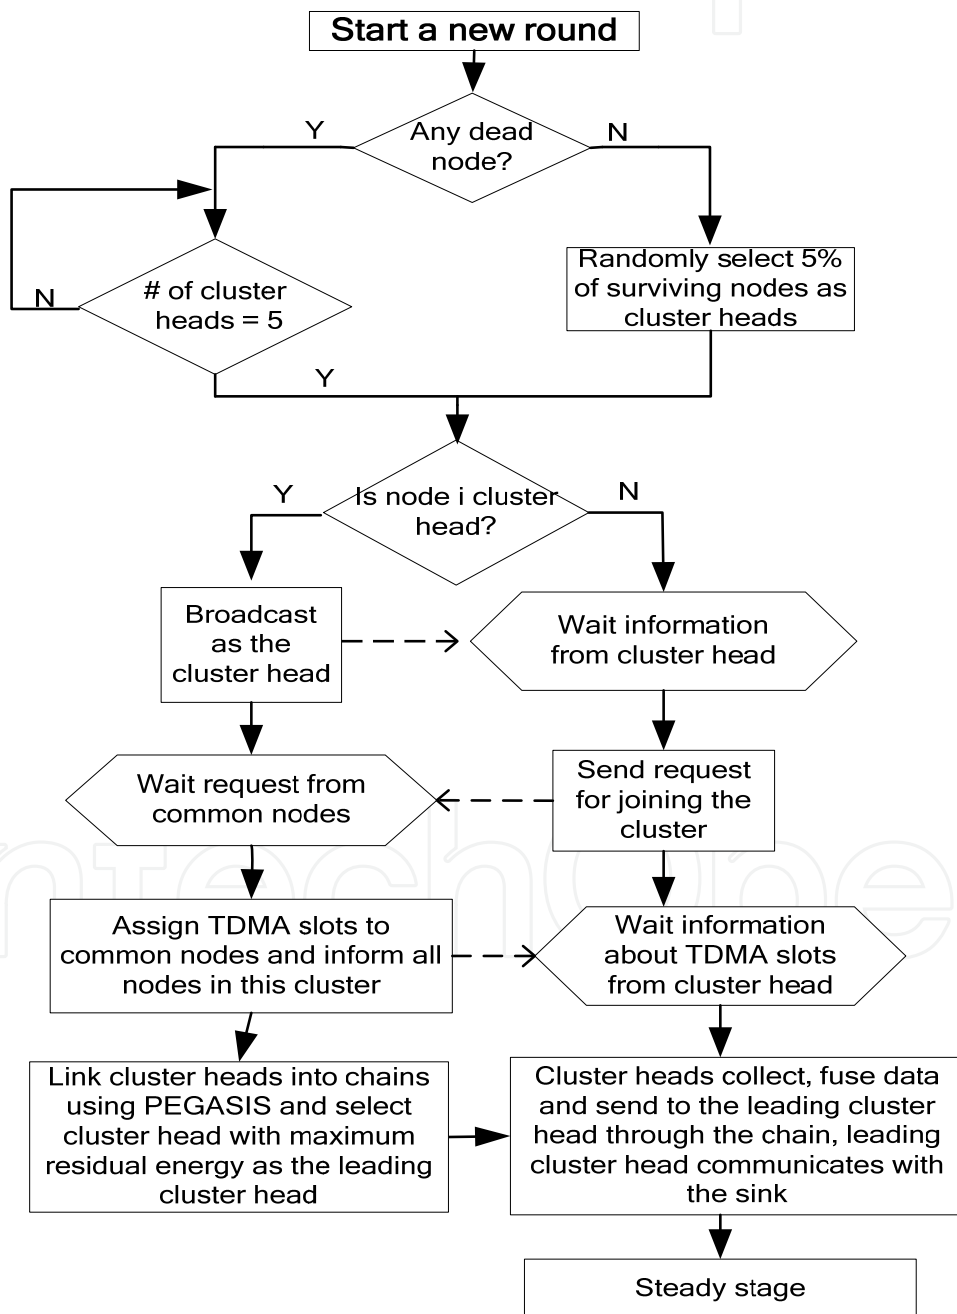 Start a new round
Y
Any dead
node?
N
N
# of cluster
heads = 5
Randomly select 5%
of surviving nodes as
cluster heads
Y
Y
Is node i cluster
head?
N
Broadcast
as the
cluster head
Wait information
from cluster head
Wait request from
common nodes
Send request
for joining the
cluster
Assign TDMA slots to
common nodes and inform all
nodes in this cluster
Wait information
about TDMA slots
from cluster head
Link cluster heads into chains
using PEGASIS and select
cluster head with maximum
residual energy as the leading
cluster head
Cluster heads collect, fuse data
and send to the leading cluster
head through the chain, leading
cluster head communicates with
the sink
Steady stage
ntechOpe